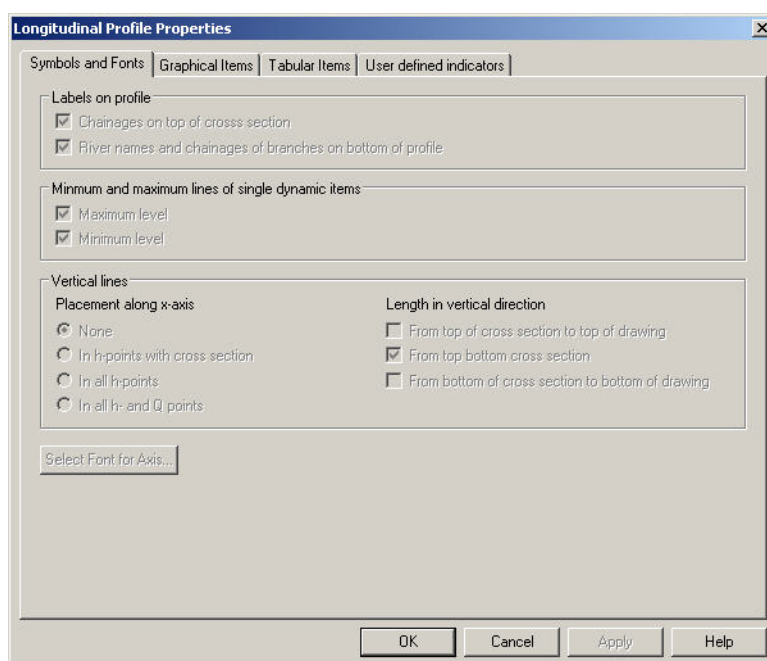 Longitudinal Profile Properties
Symbols and Fonts Graphical Items Tabular Items User defined indicators
Labels on profile
Chainages on top of crosss section
River names and chainages of branches on bottom of profile
Minmum and maximum lines of single dynamic items
Maximum level
Minimum level
Vertical lines
Placement along x-axis
None
In h-points with cross section
In all h-points
In all h- and Q points
Length in vertical direction
From top of cross section to top of drawing
From top bottom cross section
From bottom of cross section to bottom of drawing
Select Font for Axis...
OK Cancel Apply Help